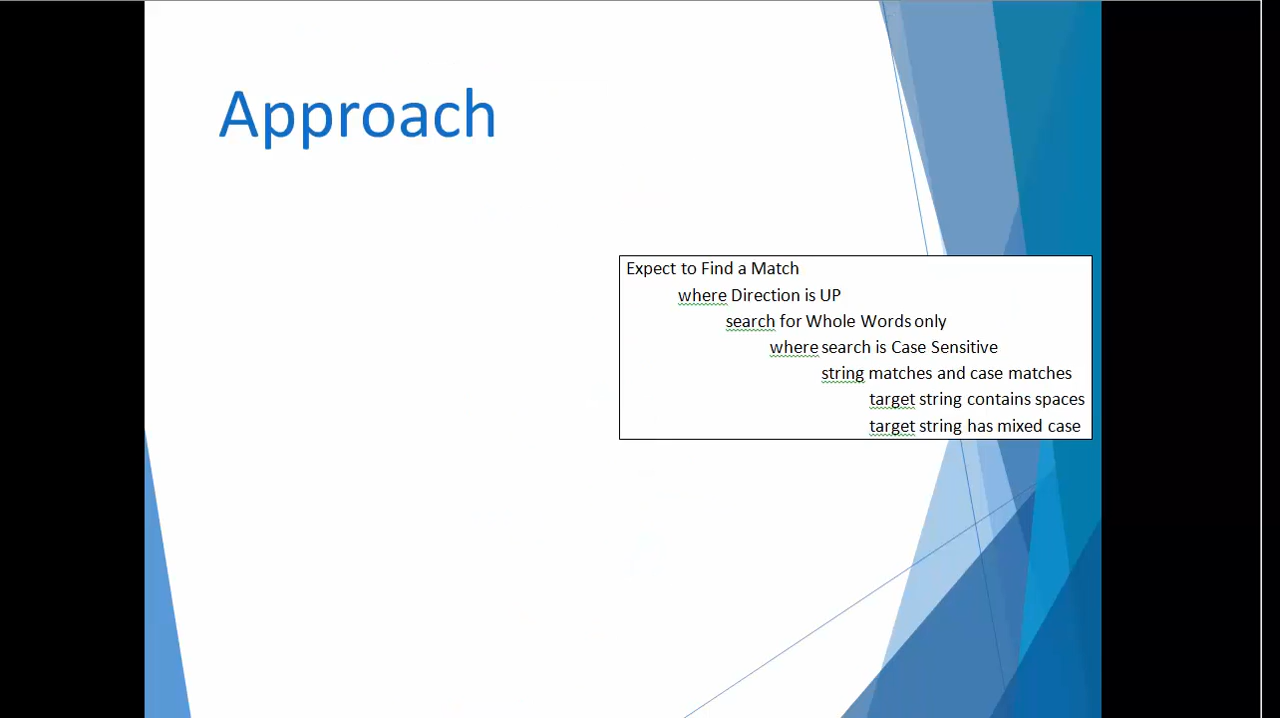 Approach
Expect to Find a Match
where Direction is UP
search for Whole Words only
where search is Case Sensitive
string matches and case matches
target string contains spaces
target string has mixed case